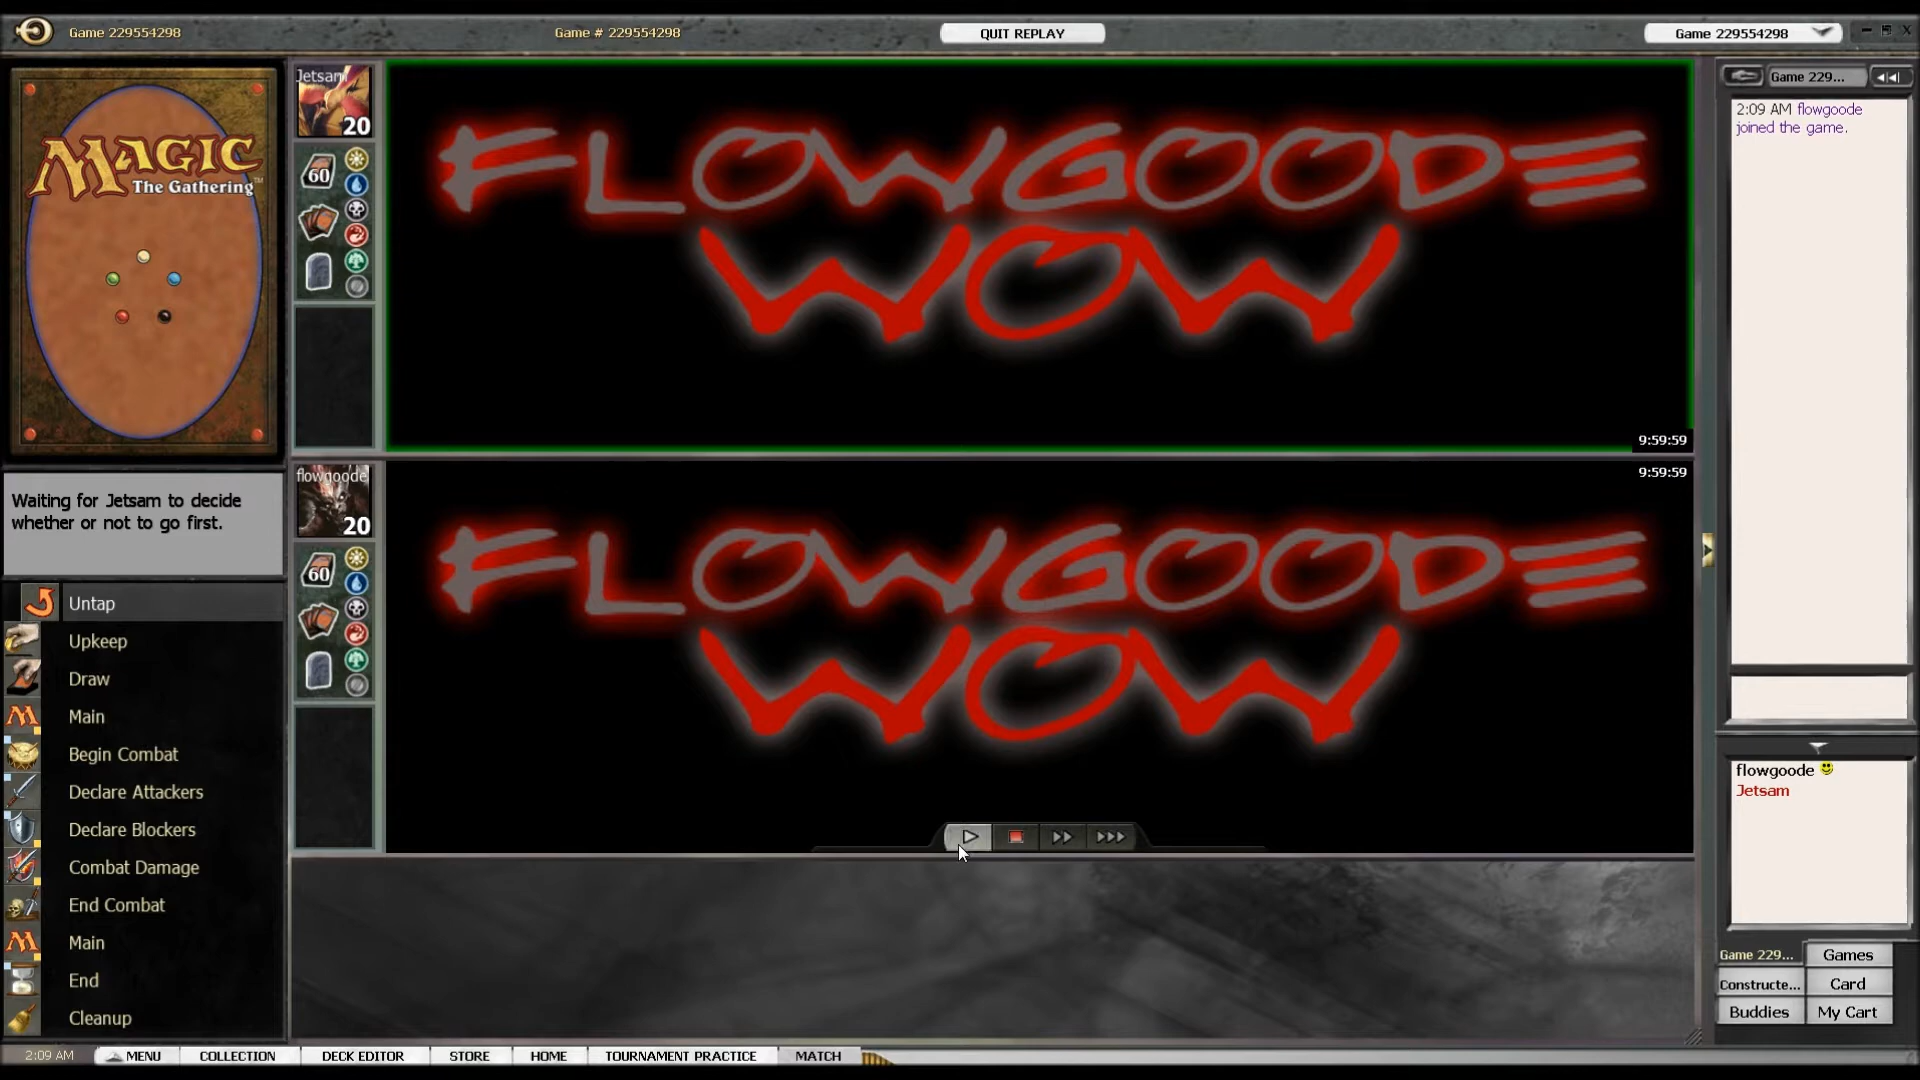 Game 229554298
Game # 229554298
QUIT REPLAY
Game 229554298
MAGIC
The Gathering™
Jetsam
20
60
FLOWGOODE
WOW
9:59:59
flowgoode
20
60
9:59:59
FLOWGOODE
WOW
Waiting for Jetsam to decide
whether or not to go first.
Untap
Upkeep
Draw
Main
Begin Combat
Declare Attackers
Declare Blockers
Combat Damage
End Combat
Main
End
Cleanup
Game 229...
2:09 AM flowgoode
joined the game.
flowgoode
Jetsam
Game 229... Games
Constructe... Card
Buddies My Cart
2:09 AM MENU COLLECTION DECK EDITOR STORE HOME TOURNAMENT PRACTICE MATCH